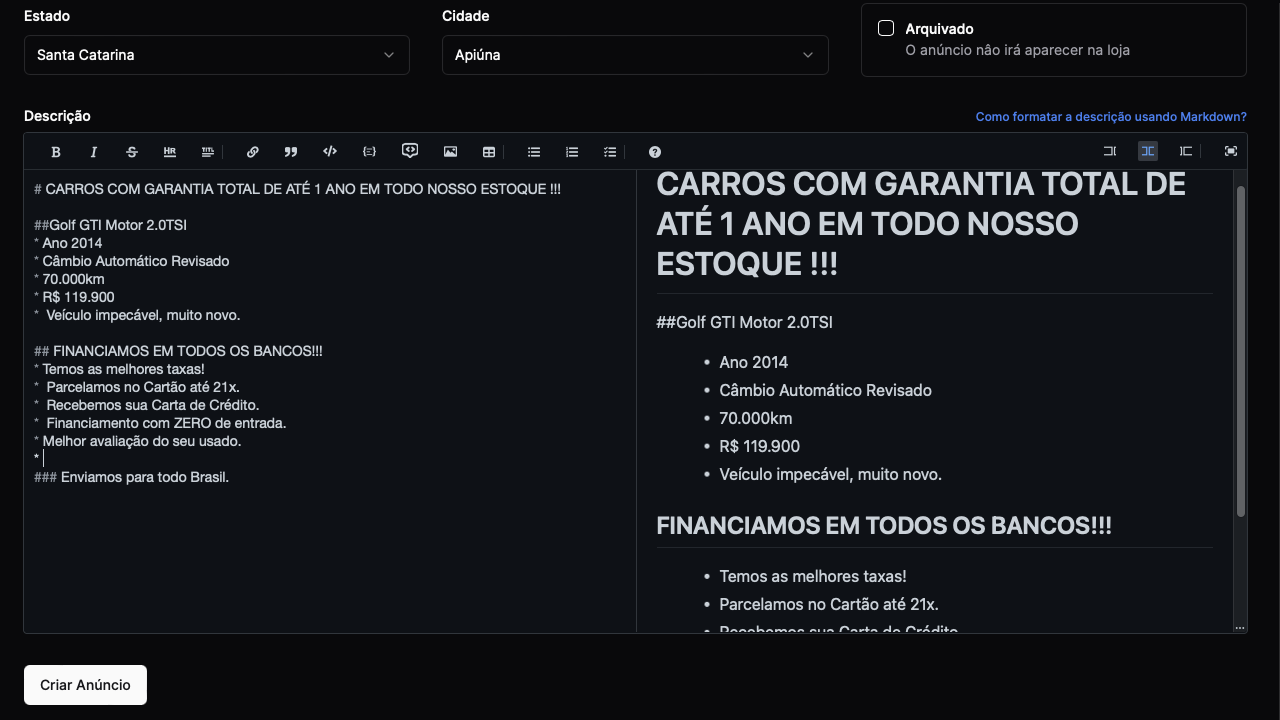 Estado
Cidade
Santa Catarina
Apiúna
Arquivado
O anúncio não irá aparecer na loja
Descrição
Como formatar a descrição usando Markdown?
# CARROS COM GARANTIA TOTAL DE ATÉ 1 ANO EM TODO NOSSO ESTOQUE !!!
##Golf GTI Motor 2.0TSI
* Ano 2014
* Câmbio Automático Revisado
* 70.000km
* R$ 119.900
* Veículo impecável, muito novo.
## FINANCIAMOS EM TODOS OS BANCOS!!!
* Temos as melhores taxas!
* Parcelamos no Cartão até 21x.
* Recebemos sua Carta de Crédito.
* Financiamento com ZERO de entrada.
* Melhor avaliação do seu usado.
*
### Enviamos para todo Brasil.
CARROS COM GARANTIA TOTAL DE
ATÉ 1 ANO EM TODO NOSSO
ESTOQUE !!!
##Golf GTI Motor 2.0TSI
• Ano 2014
• Câmbio Automático Revisado
• 70.000km
• R$ 119.900
• Veículo impecável, muito novo.
FINANCIAMOS EM TODOS OS BANCOS!!!
• Temos as melhores taxas!
• Parcelamos no Cartão até 21x.
• Recebemos sua Carta de Crédito.
Criar Anúncio